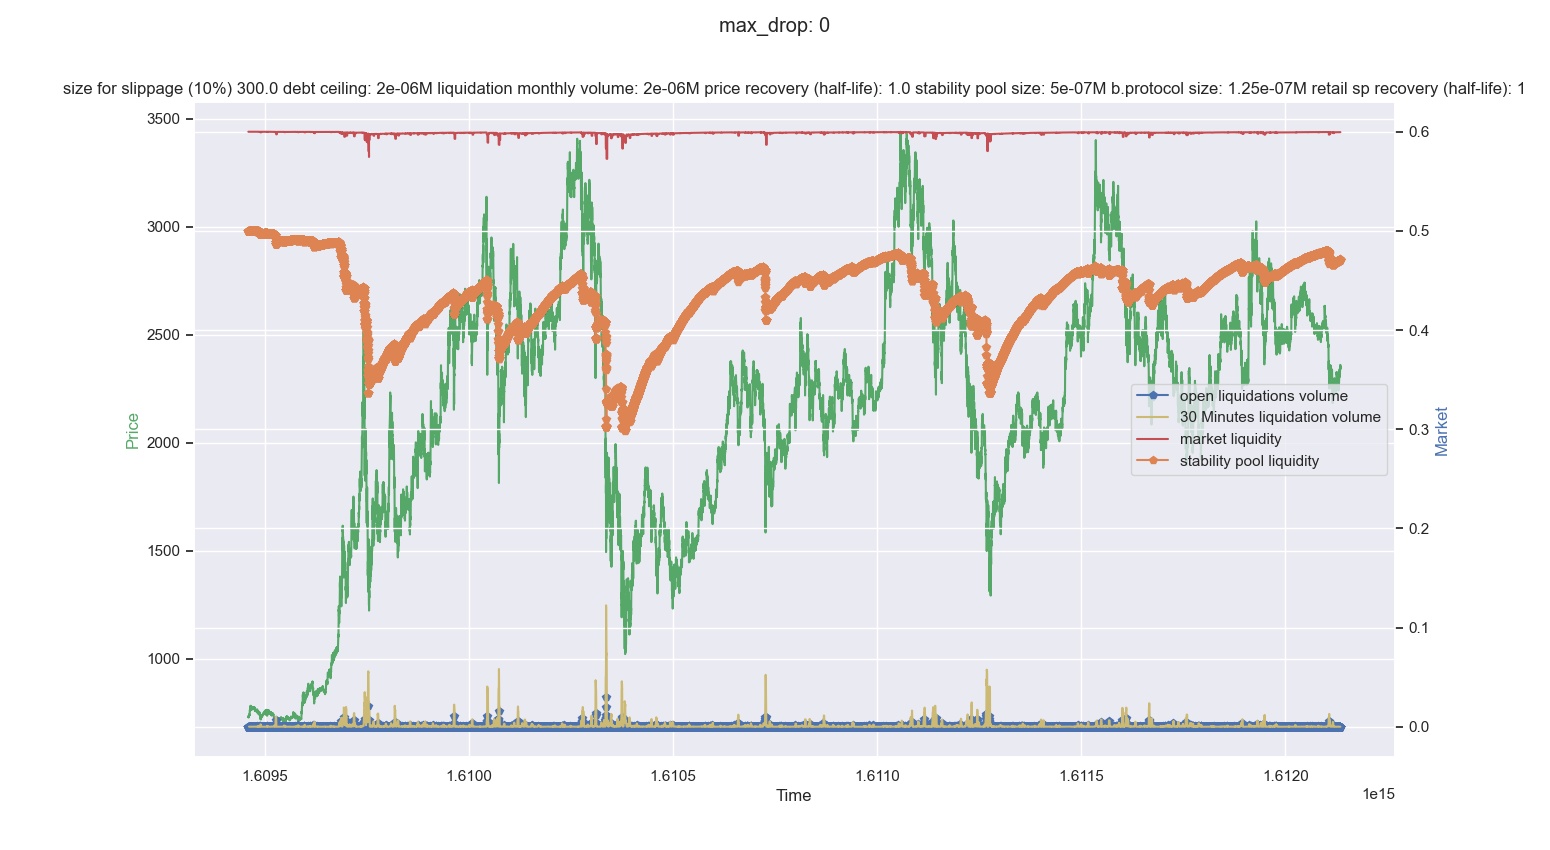 max_drop: 0
size for slippage (10%) 300.0 debt ceiling: 2e-06M liquidation monthly volume: 2e-06M price recovery (half-life): 1.0 stability pool size: 5e-07M b.protocol size: 1.25e-07M retail sp recovery (half-life): 1
3500
3000
2500
2000
1500
1000
Price
0.6
0.5
0.4
0.3
0.2
0.1
0.0
Market
open liquidations volume
30 Minutes liquidation volume
market liquidity
stability pool liquidity
1.6095 1.6100 1.6105 1.6110 1.6115 1.6120
1e15
Time